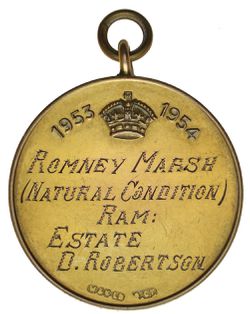 1953 1954
ROMNEY MARSH
(NATURAL CONDITION)
RAM:
ESTATE
D. ROBERTSON